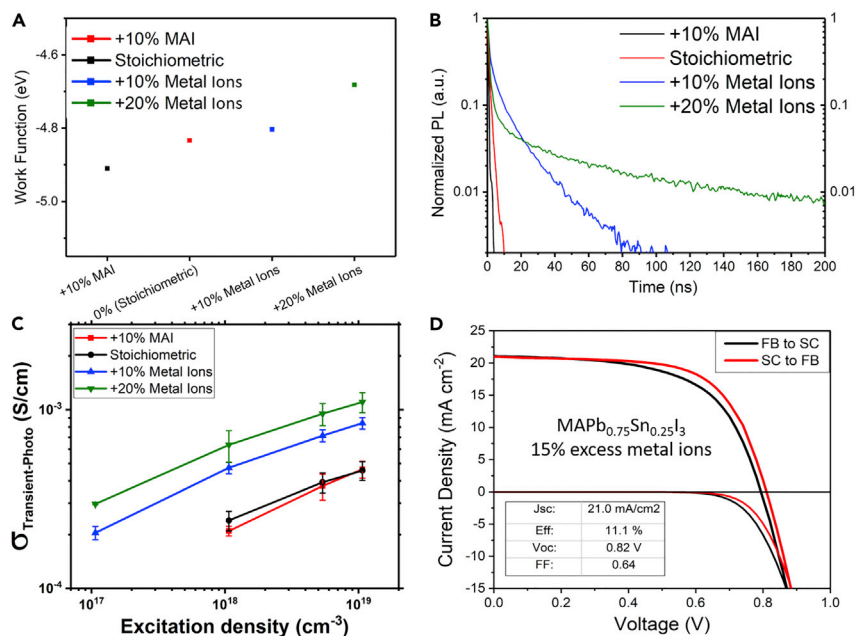 A
+10% MAI
Stoichiometric
+10% Metal Ions
+20% Metal Ions
Work Function (eV)
-4.6
-4.8
-5.0
+10% MAI
0% (Stoichiometric)
+10% Metal Ions
+20% Metal Ions
B
+10% MAI
Stoichiometric
+10% Metal Ions
+20% Metal Ions
Normalized PL (a.u.)
1
1
0.1
0.1
0.01
0.01
0 20 40 60 80 100 120 140 160 180 200
Time (ns)
C
+10% MAI
Stoichiometric
+10% Metal Ions
+20% Metal Ions
σTransient-Photo (S/cm)
10⁻³
10⁻⁴
10¹⁷ 10¹⁸ 10¹⁹
Excitation density (cm⁻³)
D
FB to SC
SC to FB
Current Density (mA cm⁻²)
25
20
15
10
5
0
-5
-10
-15
MAPb₀.₇₅Sn₀.₂₅I₃
15% excess metal ions
Jsc: 21.0 mA/cm2
Eff: 11.1 %
Voc: 0.82 V
FF: 0.64
0.0 0.2 0.4 0.6 0.8 1.0
Voltage (V)